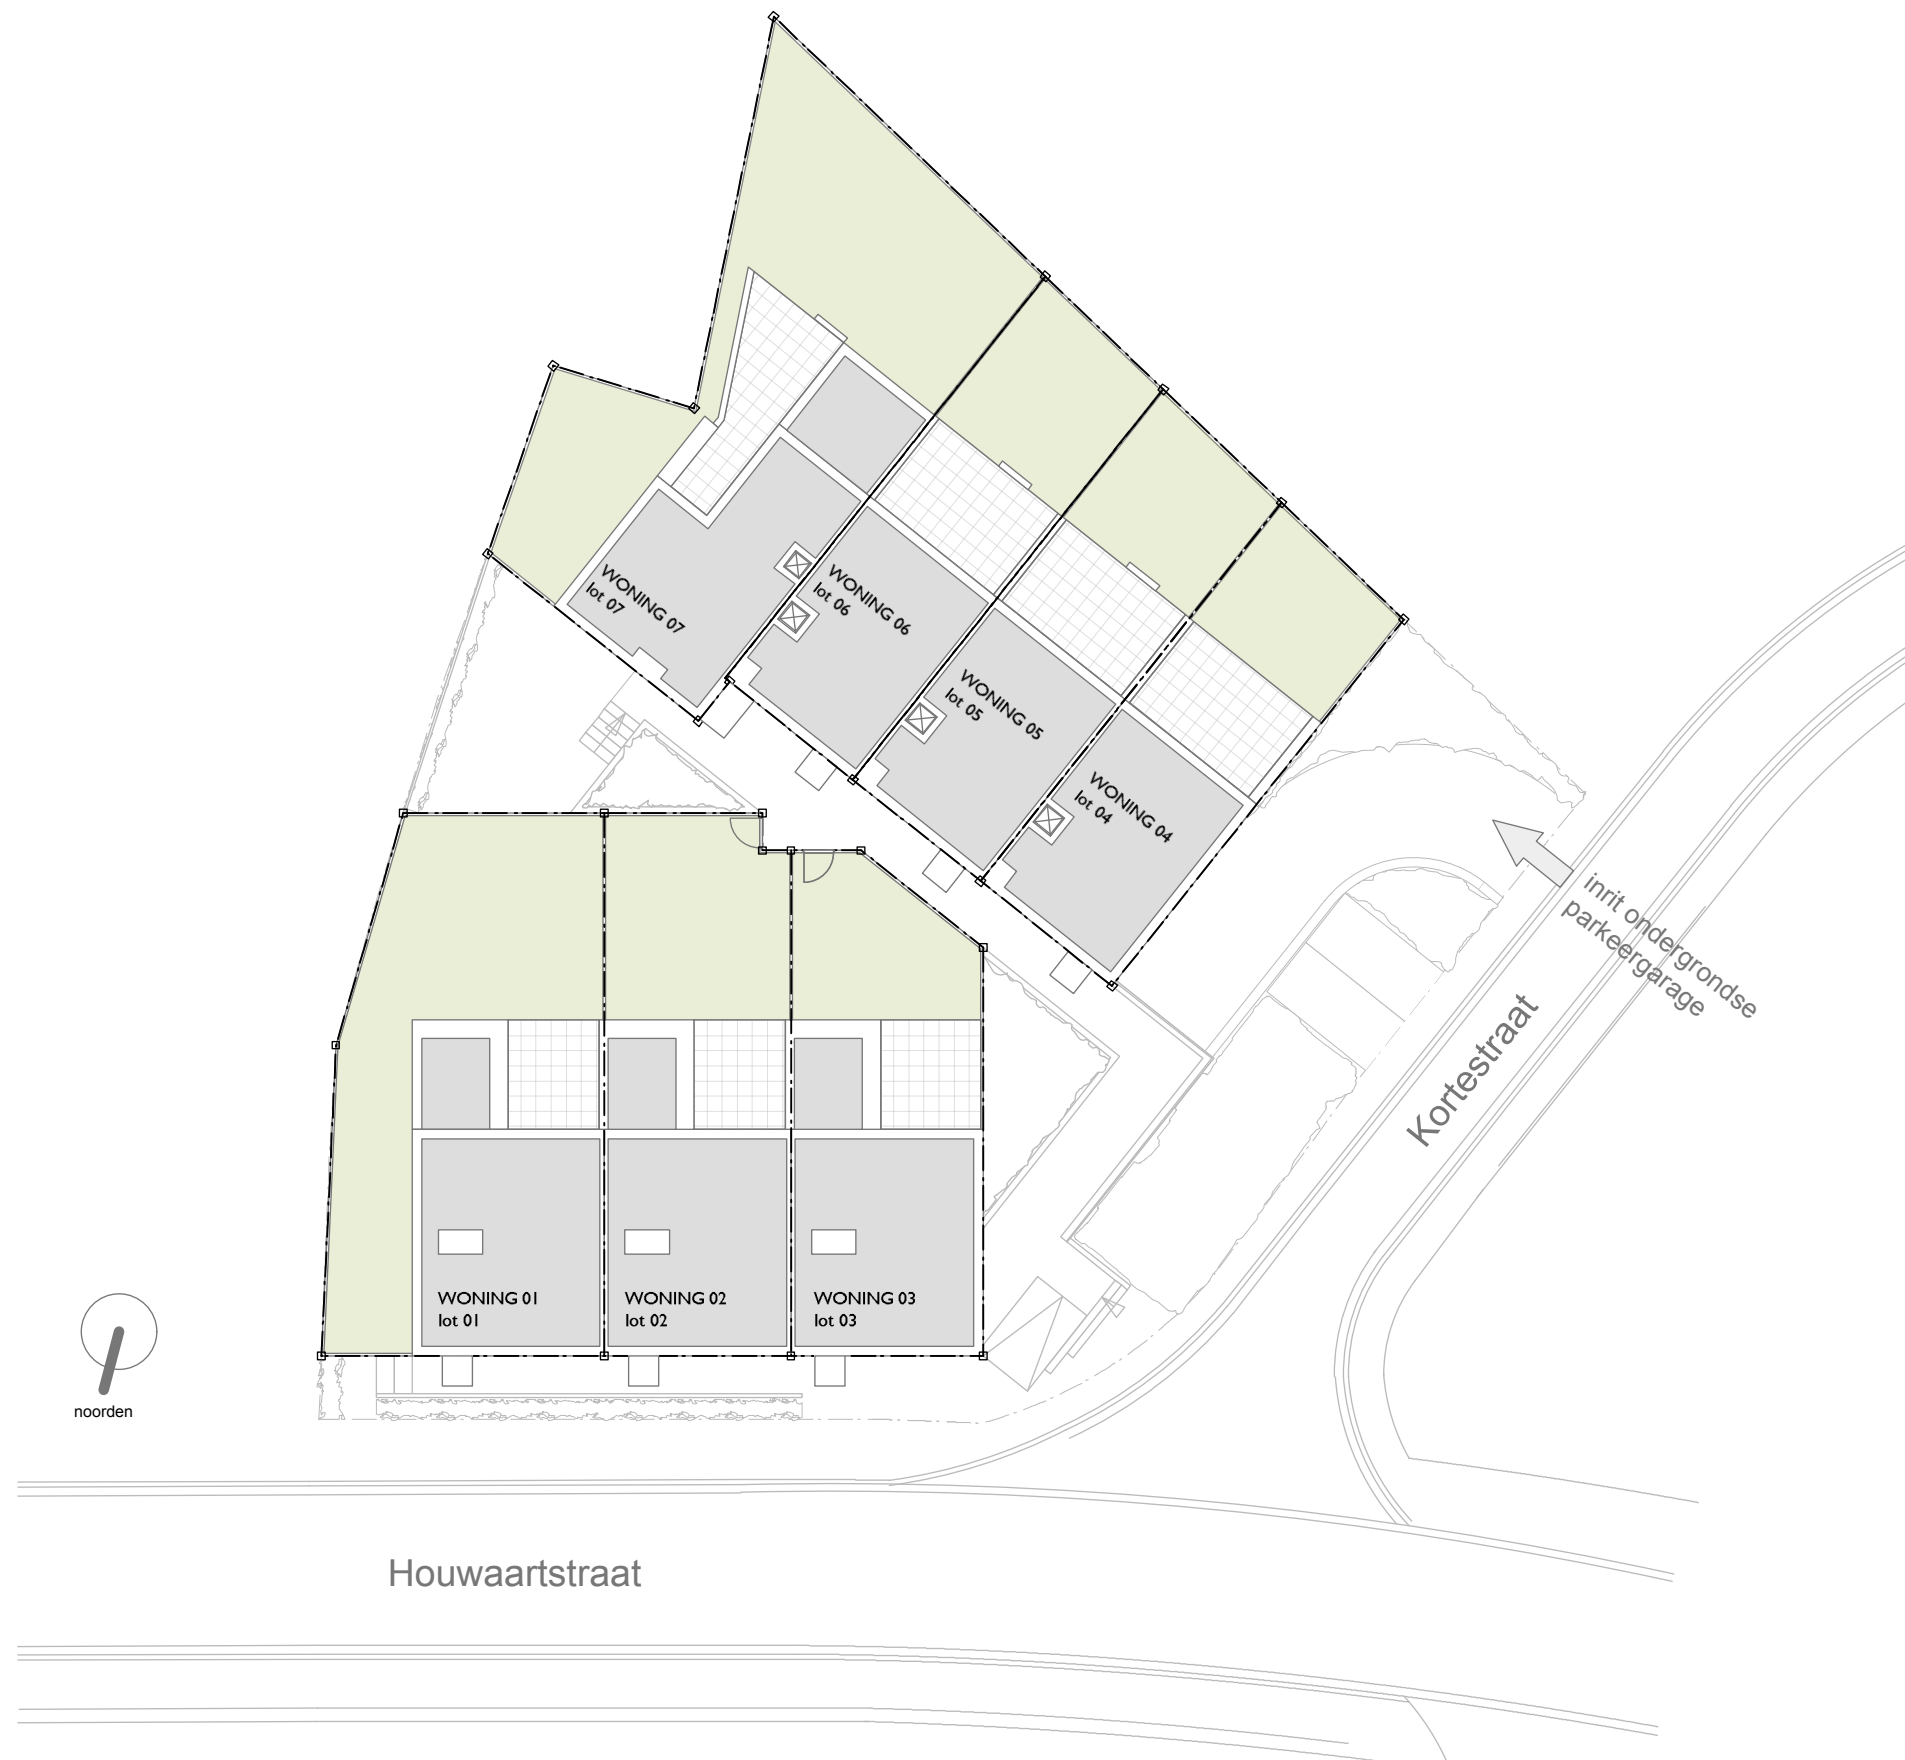 WONING 07
lot 07
WONING 06
lot 06
WONING 05
lot 05
WONING 04
lot 04
inrit ondergrondse
parkeergarage
Kortestraat
WONING 01
lot 01
WONING 02
lot 02
WONING 03
lot 03
noorden
Houwaartstraat